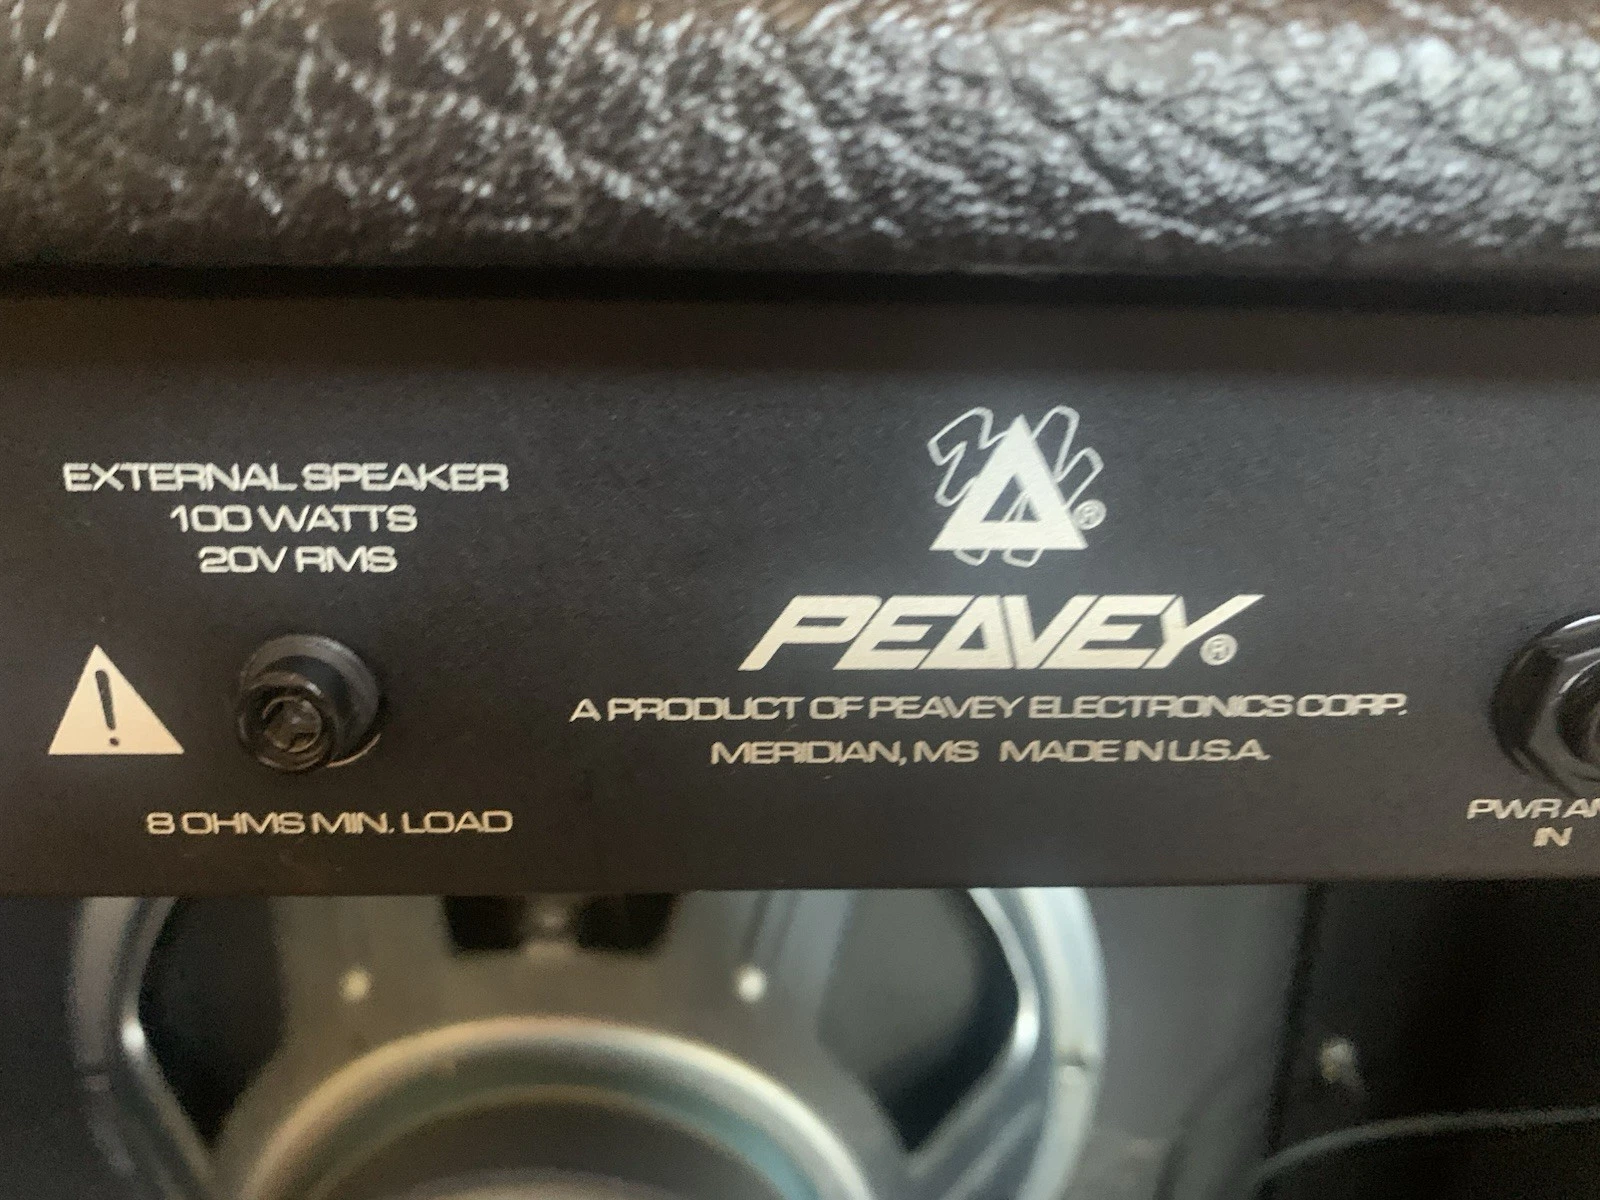 EXTERNAL SPEAKER
100 WATTS
20V RMS
8 OHMS MIN. LOAD
®
PEAVEY®
A PRODUCT OF PEAVEY ELECTRONICS CORP.
MERIDIAN, MS MADE IN U.S.A.
PWR
IN